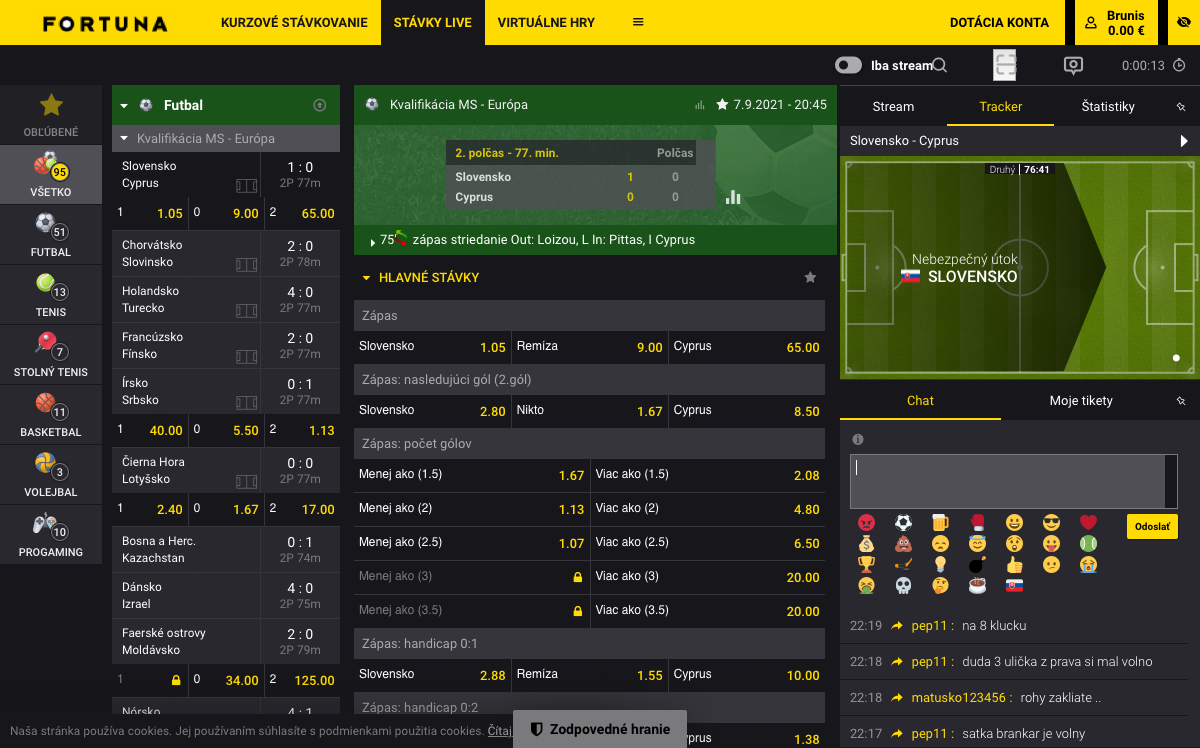 FORTUNA KURZOVÉ STÁVKOVANIE STÁVKY LIVE VIRTUÁLNE HRY DOTÁCIA KONTA Brunis
0.00 €
Iba stream 0:00:13
OBĽÚBENÉ
95
VŠETKO
51
FUTBAL
13
TENIS
7
STOLNÝ TENIS
11
BASKETBAL
3
VOLEJBAL
10
PROGAMING
Futbal
Kvalifikácia MS - Európa
Slovensko 1 : 0
Cyprus 2P 77m
1 1.05 0 9.00 2 65.00
Chorvátsko 2 : 0
Slovinsko 2P 78m
Holandsko 4 : 0
Turecko 2P 77m
Francúzsko 2 : 0
Fínsko 2P 77m
Írsko 0 : 1
Srbsko 2P 77m
1 40.00 0 5.50 2 1.13
Čierna Hora 0 : 0
Lotyšsko 2P 77m
1 2.40 0 1.67 2 17.00
Bosna a Herc. 0 : 1
Kazachstan 2P 74m
Dánsko 4 : 0
Izrael 2P 75m
Faerské ostrovy 2 : 0
Moldávsko 2P 79m
1 0 34.00 2 125.00
Nórsko 4 : 1
Kvalifikácia MS - Európa 7.9.2021 - 20:45
2. polčas - 77. min. Polčas
Slovensko 1 0
Cyprus 0 0
75' zápas striedanie Out: Loizou, L In: Pittas, I Cyprus
HLAVNÉ STÁVKY
Zápas
Slovensko 1.05 Remíza 9.00 Cyprus 65.00
Zápas: nasledujúci gól (2.gól)
Slovensko 2.80 Nikto 1.67 Cyprus 8.50
Zápas: počet gólov
Menej ako (1.5) 1.67 Viac ako (1.5) 2.08
Menej ako (2) 1.13 Viac ako (2) 4.80
Menej ako (2.5) 1.07 Viac ako (2.5) 6.50
Menej ako (3) Viac ako (3) 20.00
Menej ako (3.5) Viac ako (3.5) 20.00
Zápas: handicap 0:1
Slovensko 2.88 Remíza 1.55 Cyprus 10.00
Zápas: handicap 0:2
yprus 1.38
Stream Tracker Štatistiky
Slovensko - Cyprus
Druhý 76:41
Nebezpečný útok
SLOVENSKO
Chat Moje tikety
Odoslať
22:19 pep11 : na 8 klucku
22:18 pep11 : duda 3 ulička z prava si mal volno
22:18 matusko123456 : rohy zakliate ..
22:17 pep11 : satka brankar je volny
Naša stránka používa cookies. Jej používaním súhlasíte s podmienkami použitia cookies. Čítaj
Zodpovedné hranie